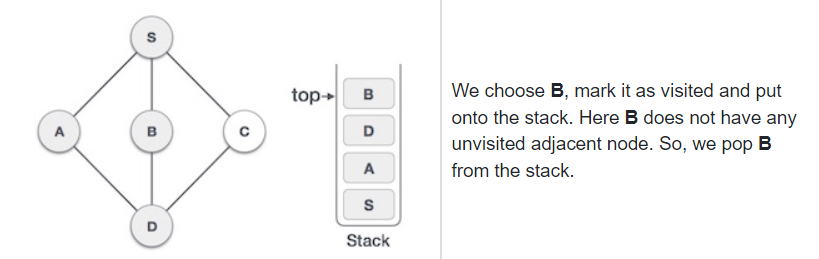 S
A
B
C
D
top→
B
D
A
S
Stack
We choose B, mark it as visited and put
onto the stack. Here B does not have any
unvisited adjacent node. So, we pop B
from the stack.